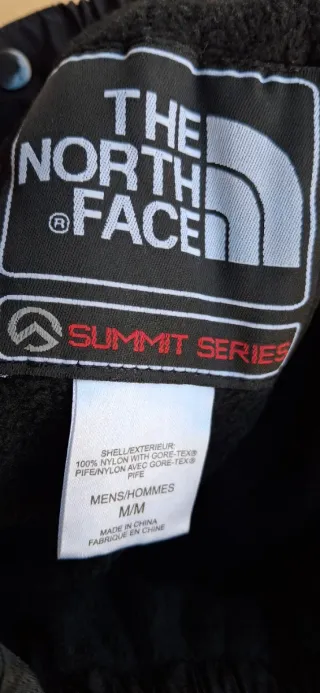 THE
NORTH
® FACE
SUMMIT SERIES
SHELL/EXTERIEUR:
100% NYLON WITH GORE-TEX®
PIFE/NYLON AVEC GORE-TEX®
PIFE
MENS/HOMMES
M/M
MADE IN CHINA
FABRIQUE EN CHINE